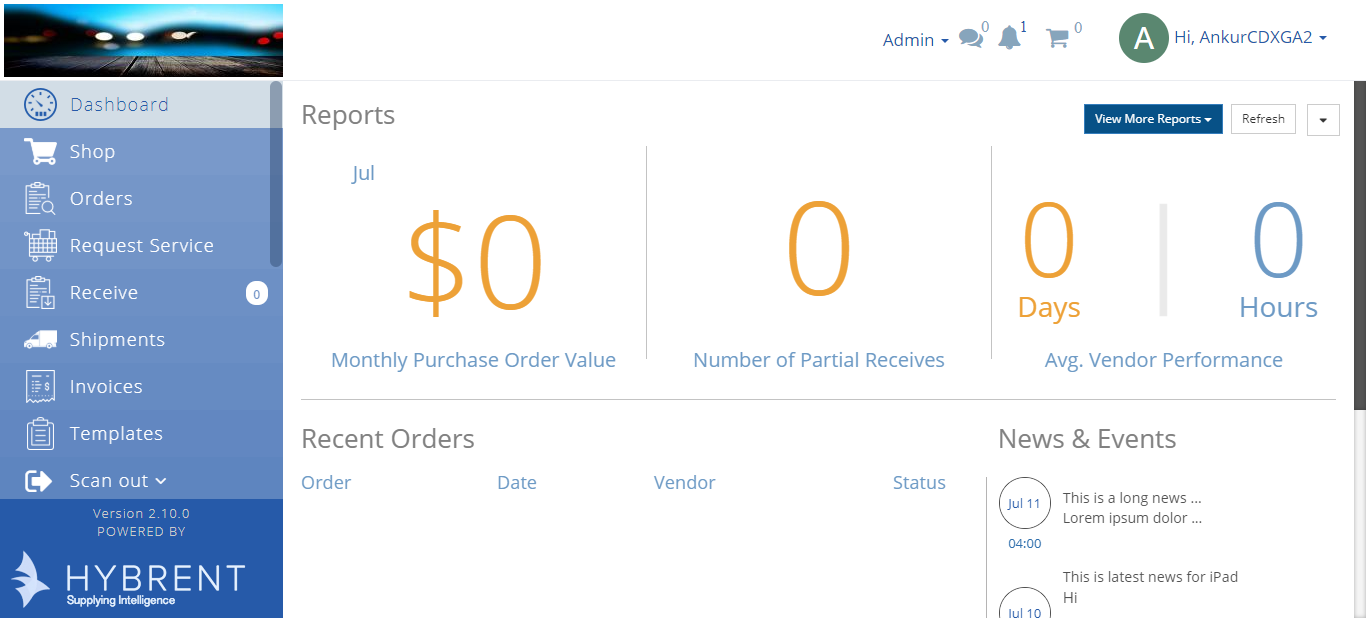 Admin
0
1
0
A
Hi, AnkurCDXGA2
Dashboard
Shop
Orders
Request Service
Receive
0
Shipments
Invoices
Templates
Scan out
Version 2.10.0
POWERED BY
HYBRENT
Supplying Intelligence
Reports
View More Reports
Refresh
Jul
$0
Monthly Purchase Order Value
0
Number of Partial Receives
0
Days
0
Hours
Avg. Vendor Performance
Recent Orders
Order Date Vendor Status
News & Events
Jul 11
04:00
This is a long news ...
Lorem ipsum dolor ...
Jul 10
This is latest news for iPad
Hi